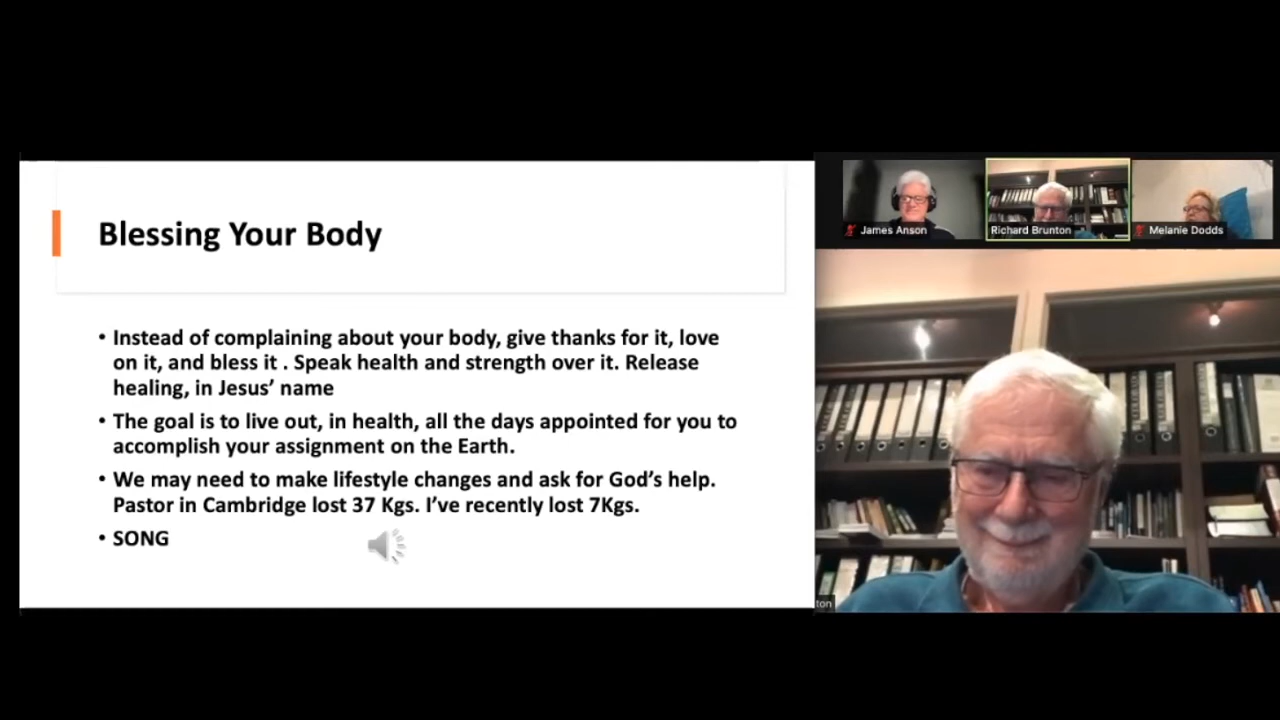 Blessing Your Body
• Instead of complaining about your body, give thanks for it, love
on it, and bless it . Speak health and strength over it. Release
healing, in Jesus’ name
• The goal is to live out, in health, all the days appointed for you to
accomplish your assignment on the Earth.
• We may need to make lifestyle changes and ask for God’s help.
Pastor in Cambridge lost 37 Kgs. I’ve recently lost 7Kgs.
• SONG
James Anson
Richard Brunton
Melanie Dodds
ton